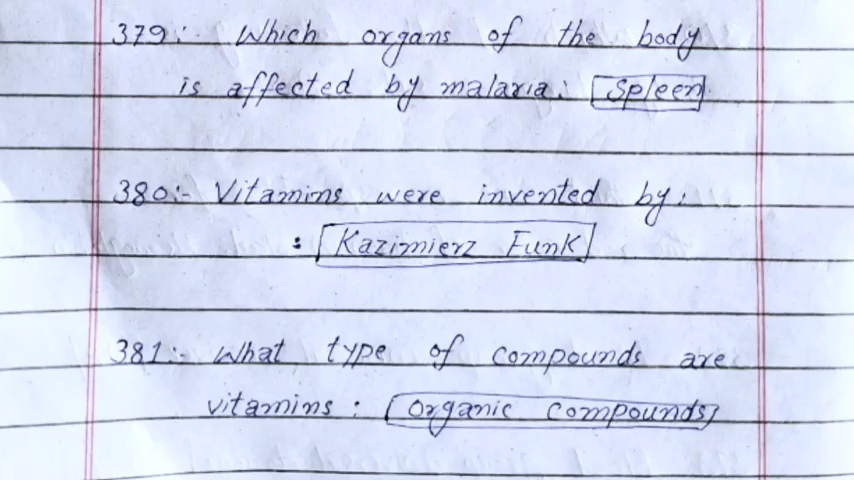 379:- Which organs of the body
is affected by malaria: Spleen
380:- Vitamins were invented by:
: Kazimierz Funk
381:- What type of compounds are
vitamins: Organic compounds